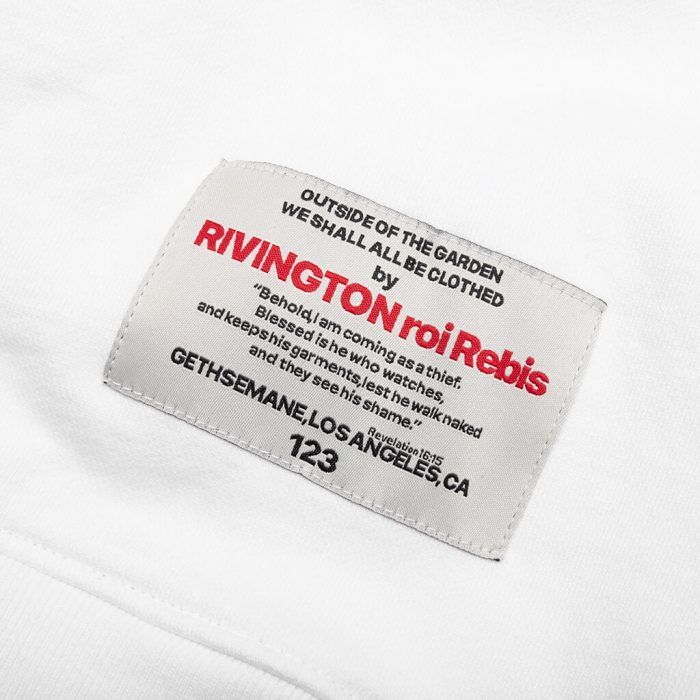 OUTSIDE OF THE GARDEN
WE SHALL ALL BE CLOTHED
by
RIVINGTON roi Rebis
"Behold, I am coming as a thief.
Blessed is he who watches,
and keeps his garments, lest he walk naked
and they see his shame."
Revelation 16:15
GETHSEMANE, LOS ANGELES, CA
123